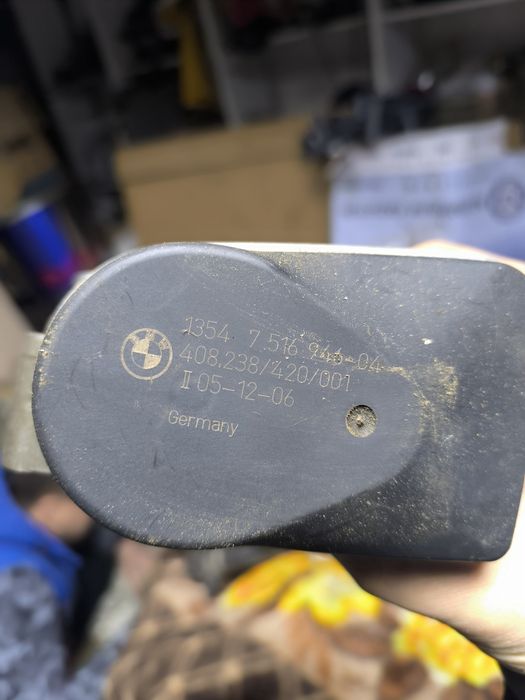 1354 7 516 946-04
408.238/420/001
II 05-12-06
Germany